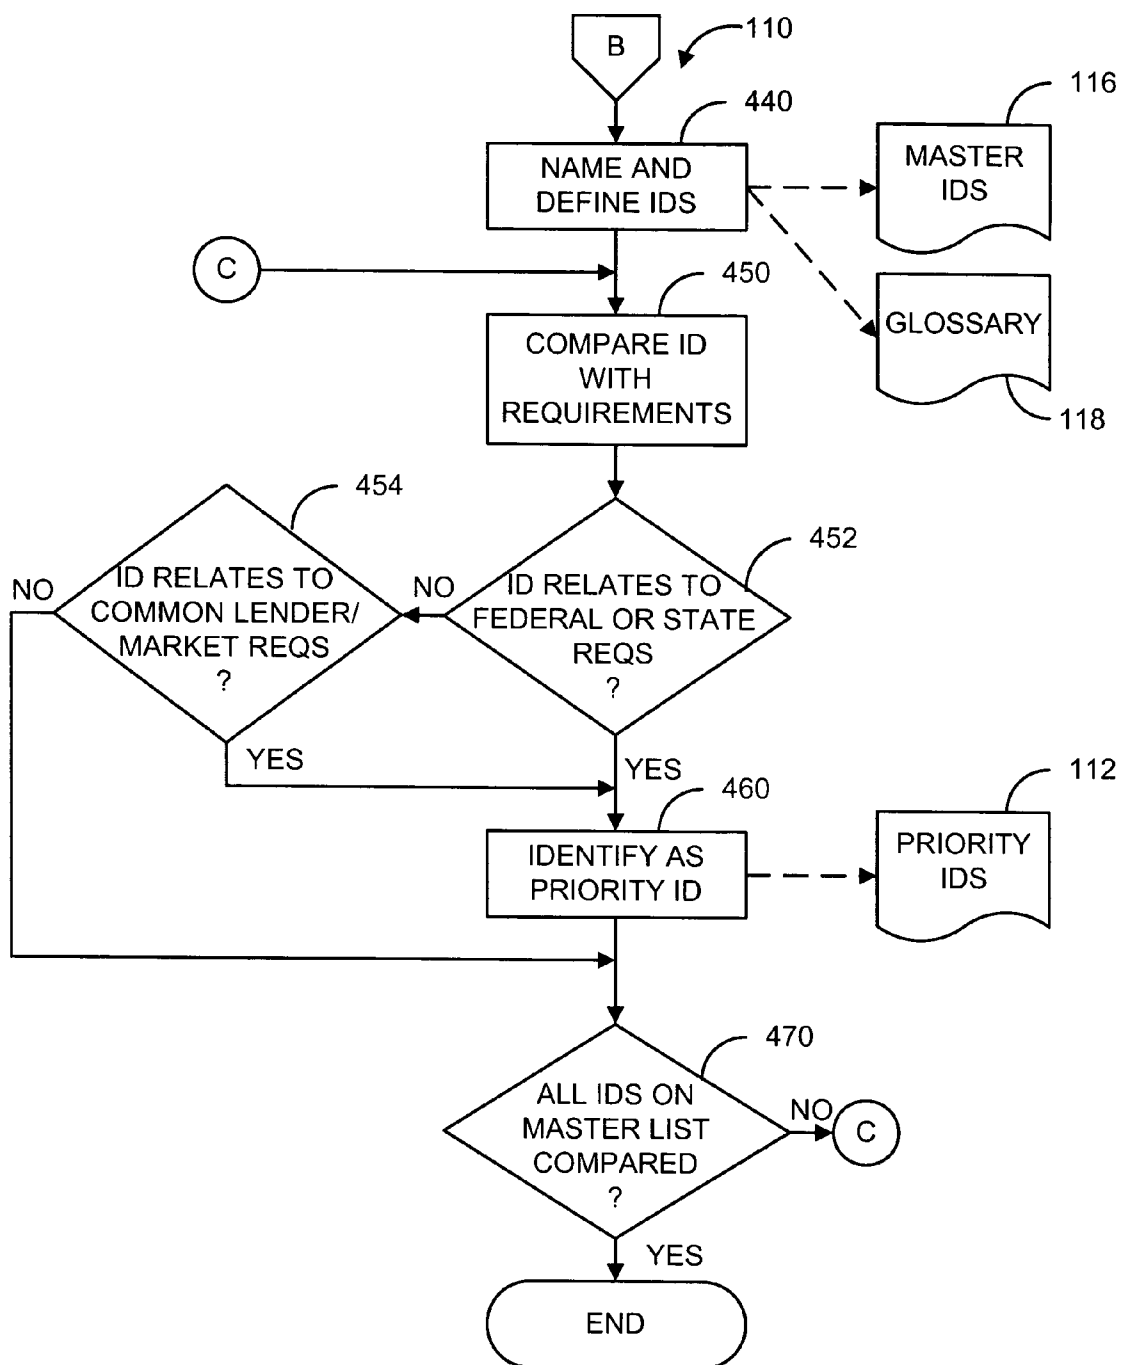 B
110
440
116
NAME AND
DEFINE IDS
MASTER
IDS
C
450
GLOSSARY
118
COMPARE ID
WITH
REQUIREMENTS
454
452
NO
ID RELATES TO
COMMON LENDER/
MARKET REQS
?
NO
ID RELATES TO
FEDERAL OR STATE
REQS
?
YES
YES
460
112
IDENTIFY AS
PRIORITY ID
PRIORITY
IDS
470
ALL IDS ON
MASTER LIST
COMPARED
?
NO
C
YES
END